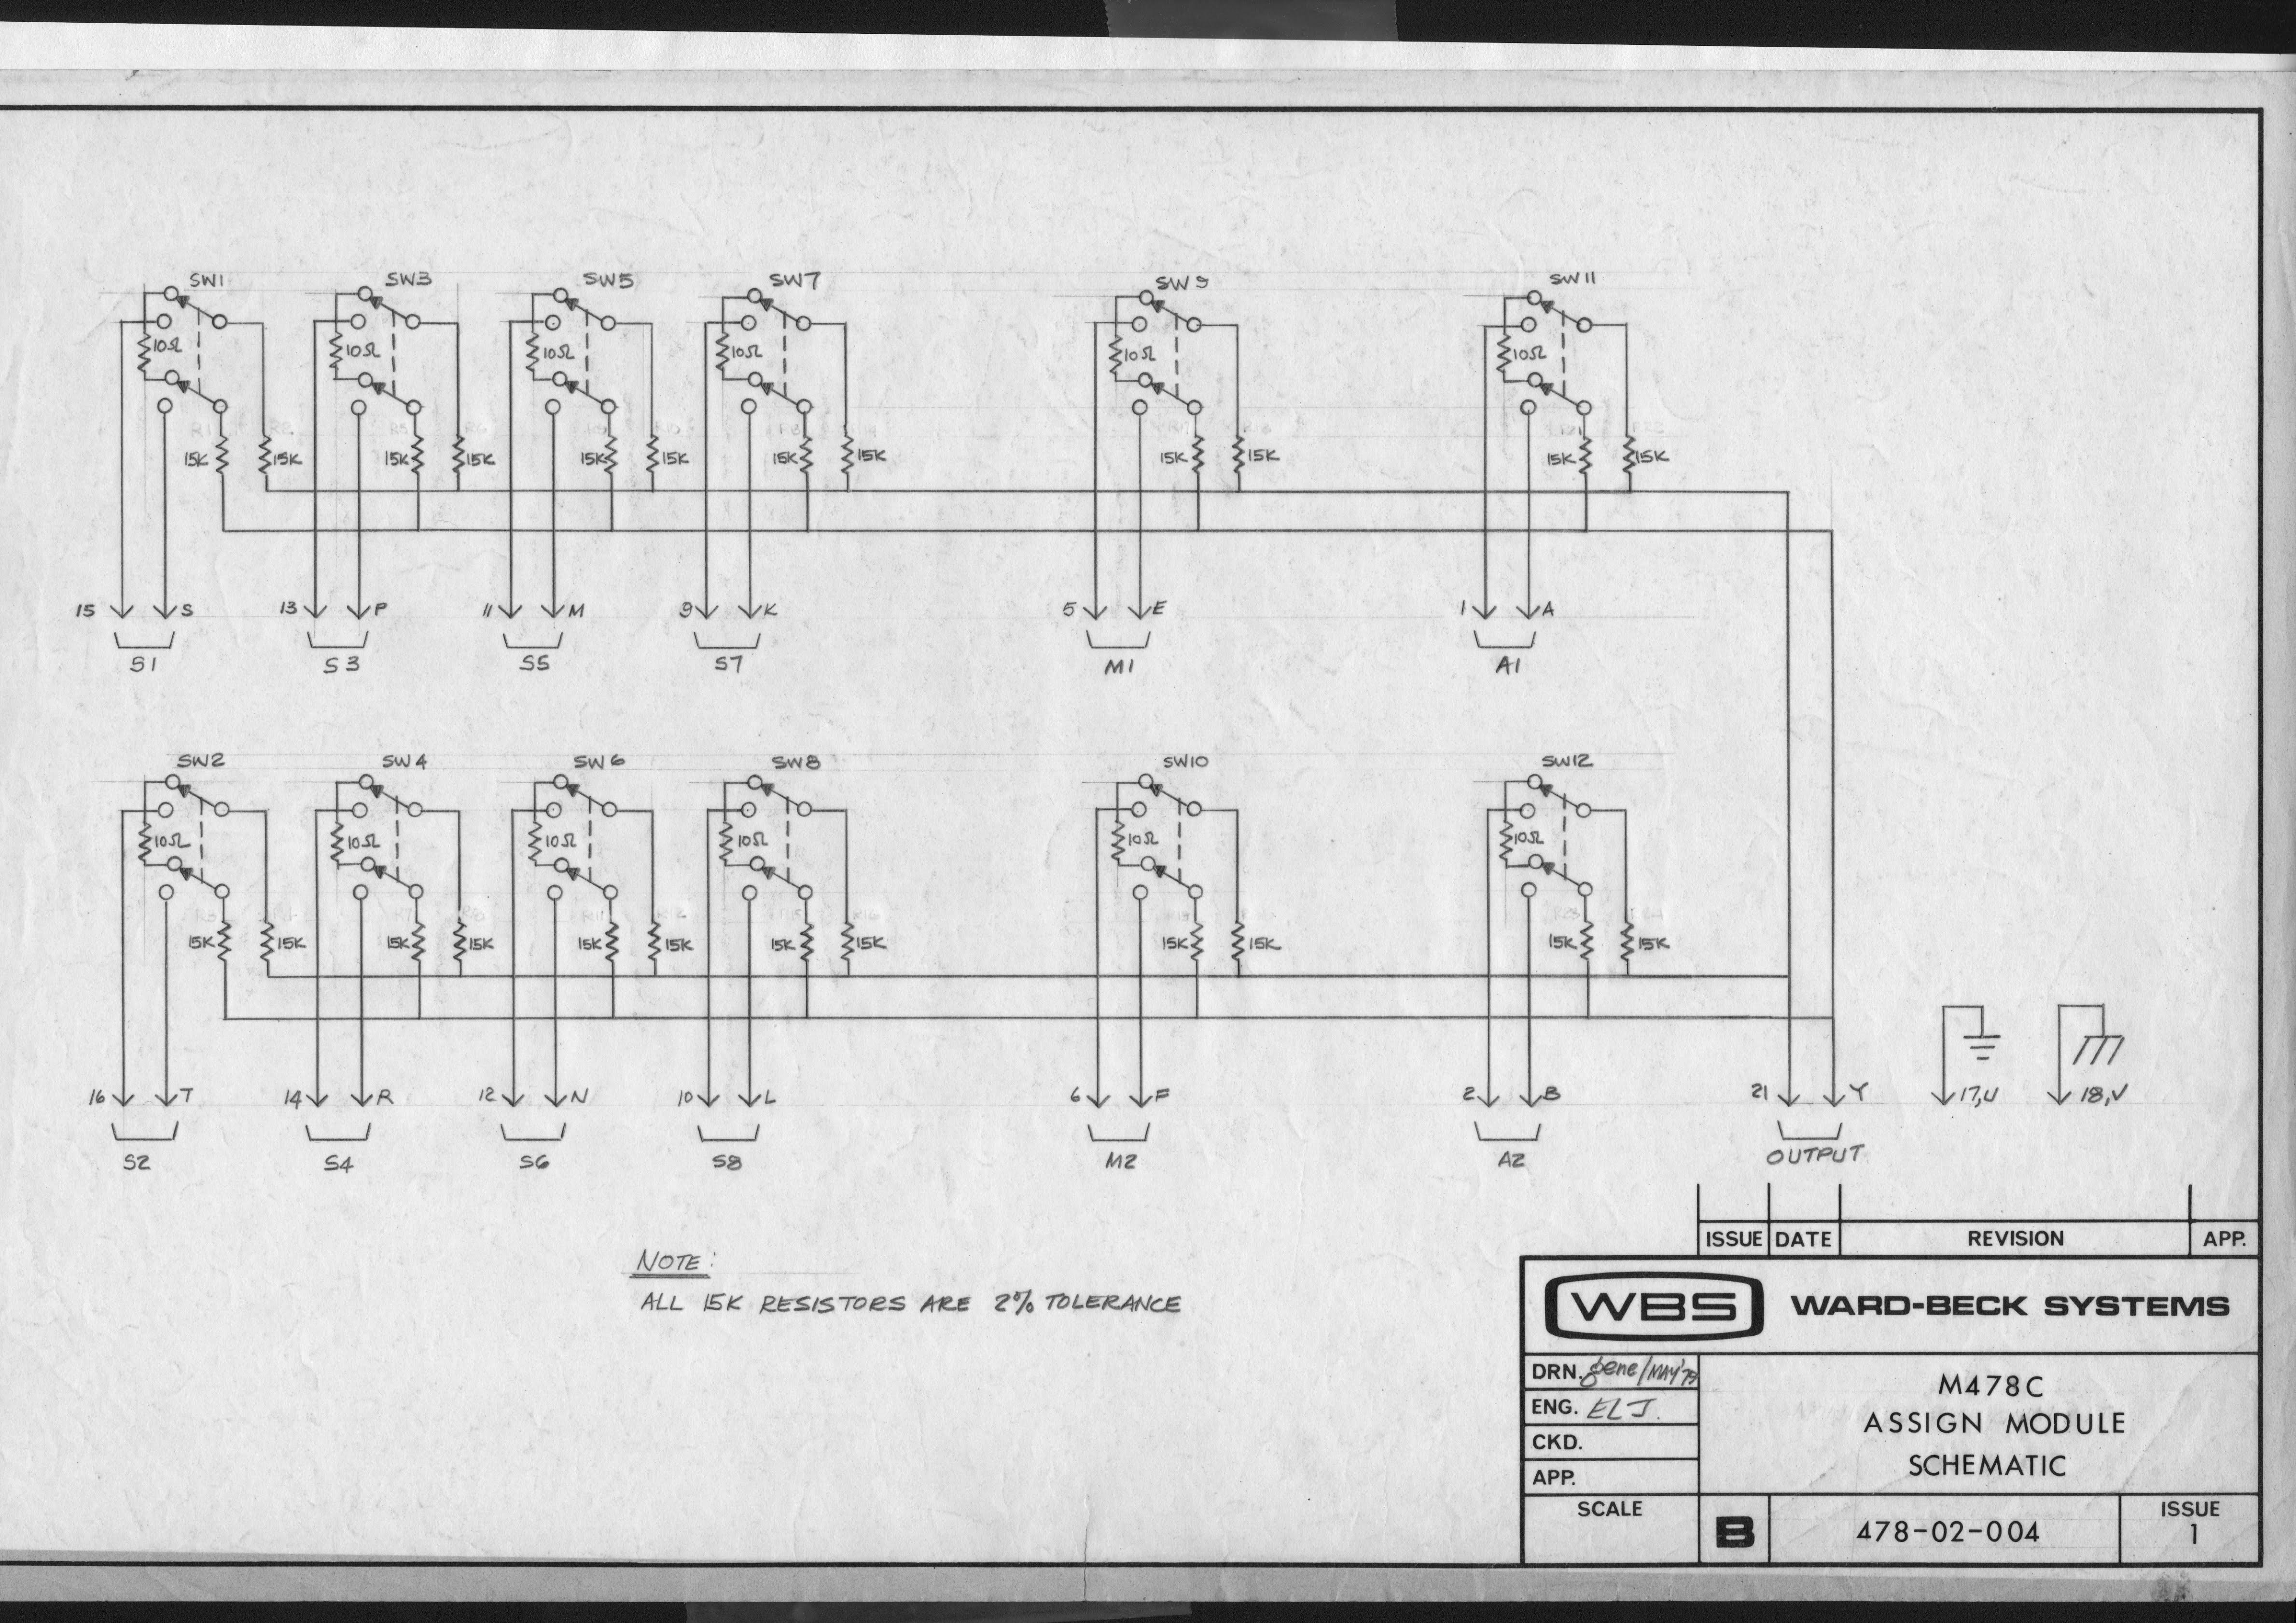 SW1 SW3 SW5 SW7 SW9 SW11
10Ω 10Ω 10Ω 10Ω 10Ω 10Ω
15K 15K 15K 15K 15K 15K 15K 15K 15K 15K 15K 15K
15 S 13 P 11 M 9 K 5 E 1 A
S1 S3 S5 S7 M1 A1
SW2 SW4 SW6 SW8 SW10 SW12
10Ω 10Ω 10Ω 10Ω 10Ω 10Ω
15K 15K 15K 15K 15K 15K 15K 15K 15K 15K 15K 15K
16 T 14 R 12 N 10 L 6 F 2 B 21 Y 17,U 18,V
S2 S4 S6 S8 M2 A2 OUTPUT
NOTE:
ALL 15K RESISTORS ARE 2% TOLERANCE
ISSUE DATE REVISION APP.
WBS WARD-BECK SYSTEMS
DRN. gene/MAY
ENG. ELJ.
CKD.
APP.
M478C
ASSIGN MODULE
SCHEMATIC
SCALE
B
478-02-004
ISSUE
1